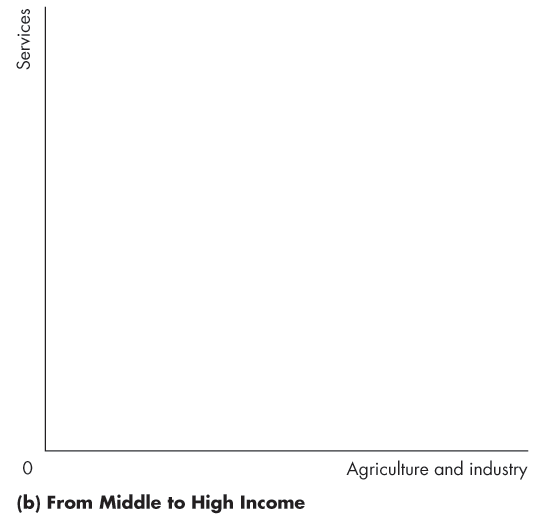 Services
0
Agriculture and industry
(b) From Middle to High Income